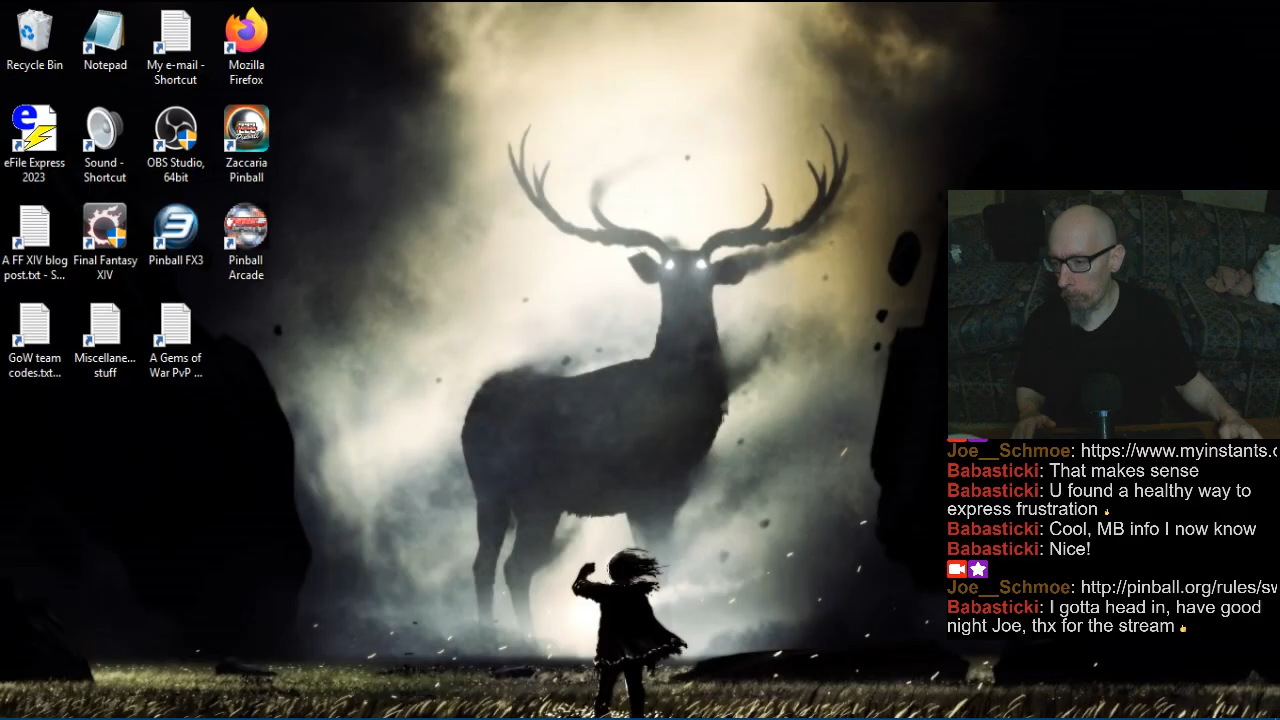 Recycle Bin
Notepad
My e-mail -
Shortcut
Mozilla
Firefox
eFile Express
2023
Sound -
Shortcut
OBS Studio,
64bit
Zaccaria
Pinball
A FF XIV blog
post.txt - S...
Final Fantasy
XIV
Pinball FX3
Pinball
Arcade
GoW team
codes.txt...
Miscellane...
stuff
A Gems of
War PvP ...
Joe__Schmoe: https://www.myinstants.c
Babasticki: That makes sense
Babasticki: U found a healthy way to
express frustration
Babasticki: Cool, MB info I now know
Babasticki: Nice!
Joe__Schmoe: http://pinball.org/rules/sw
Babasticki: I gotta head in, have good
night Joe, thx for the stream